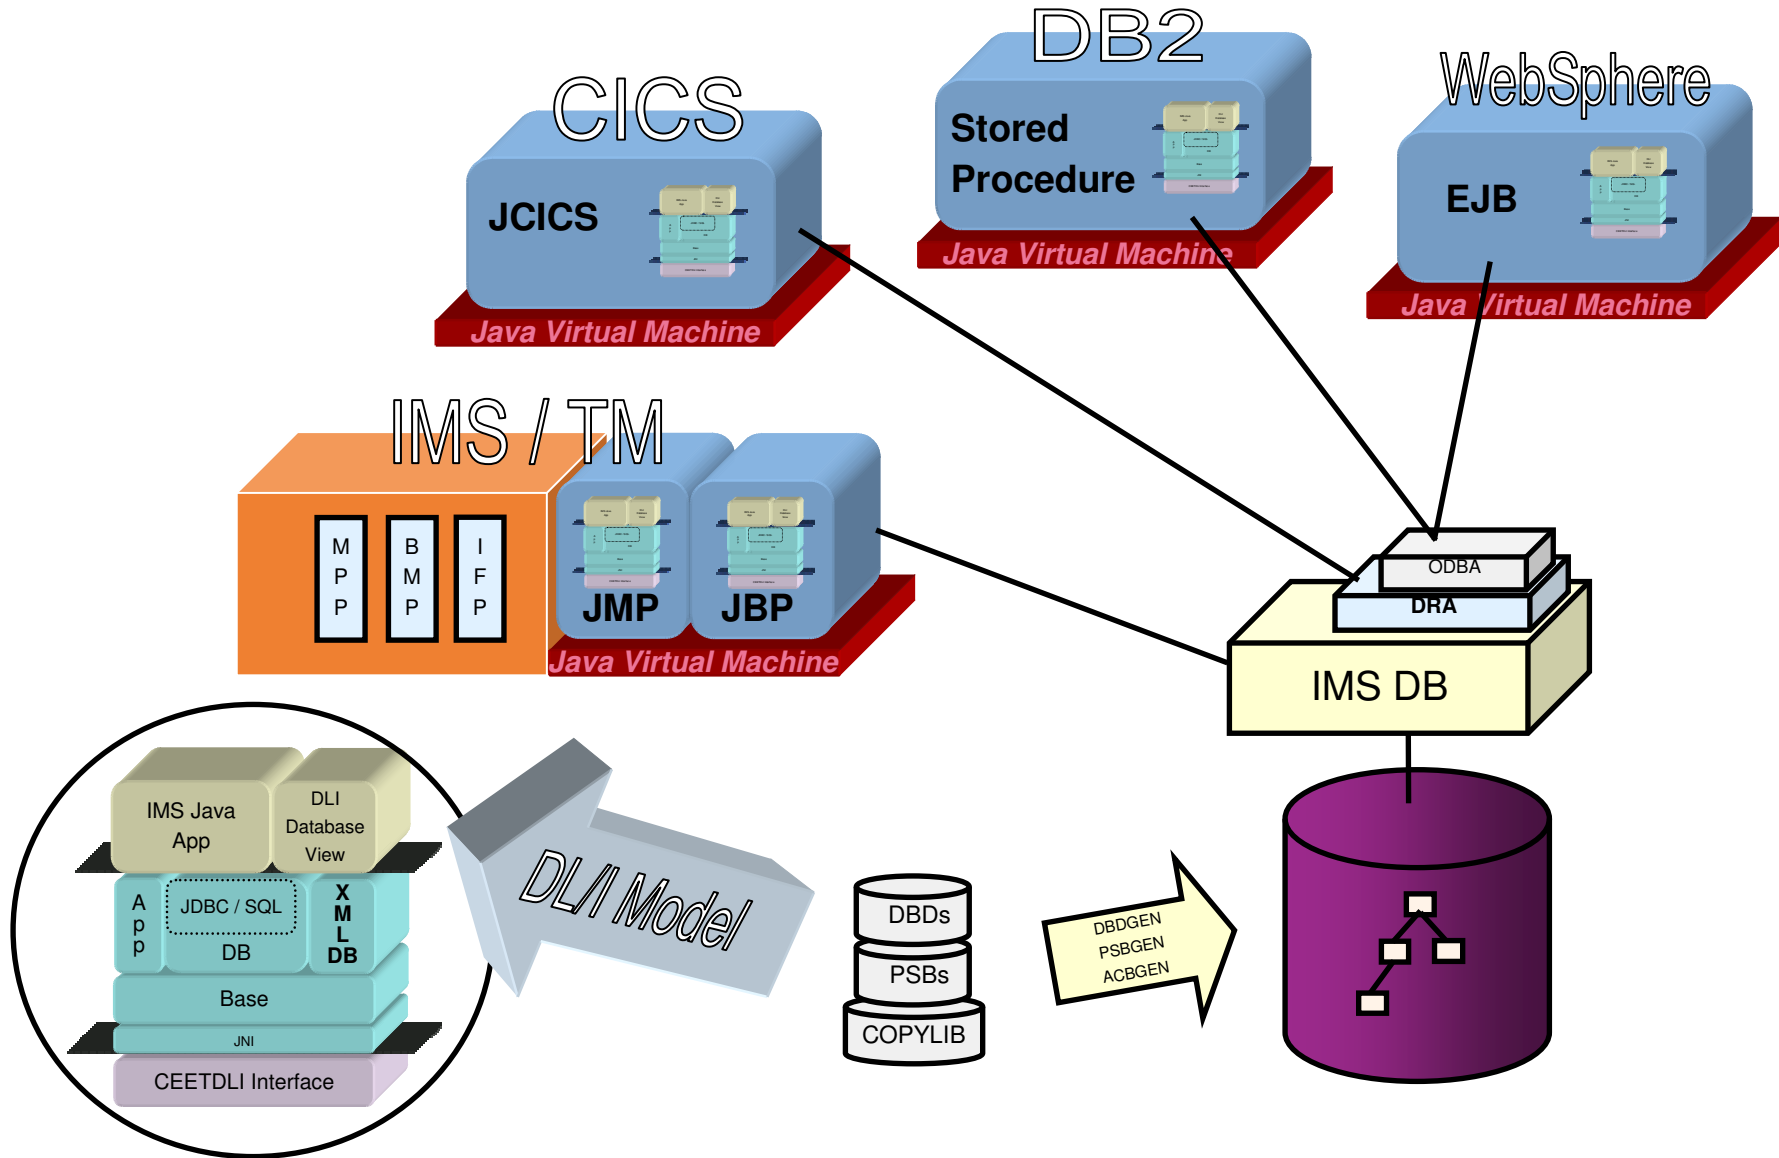 DB2
WebSphere
CICS
Stored
Procedure
JCICS
EJB
Java Virtual Machine
Java Virtual Machine
Java Virtual Machine
IMS / TM
M
P
P
B
M
P
I
F
P
JMP
JBP
Java Virtual Machine
ODBA
DRA
IMS DB
IMS Java
App
DLI
Database
View
App
JDBC / SQL
DB
X
M
L
DB
Base
JNI
CEETDLI Interface
DL/I Model
DBDs
PSBs
COPYLIB
DBDGEN
PSBGEN
ACBGEN